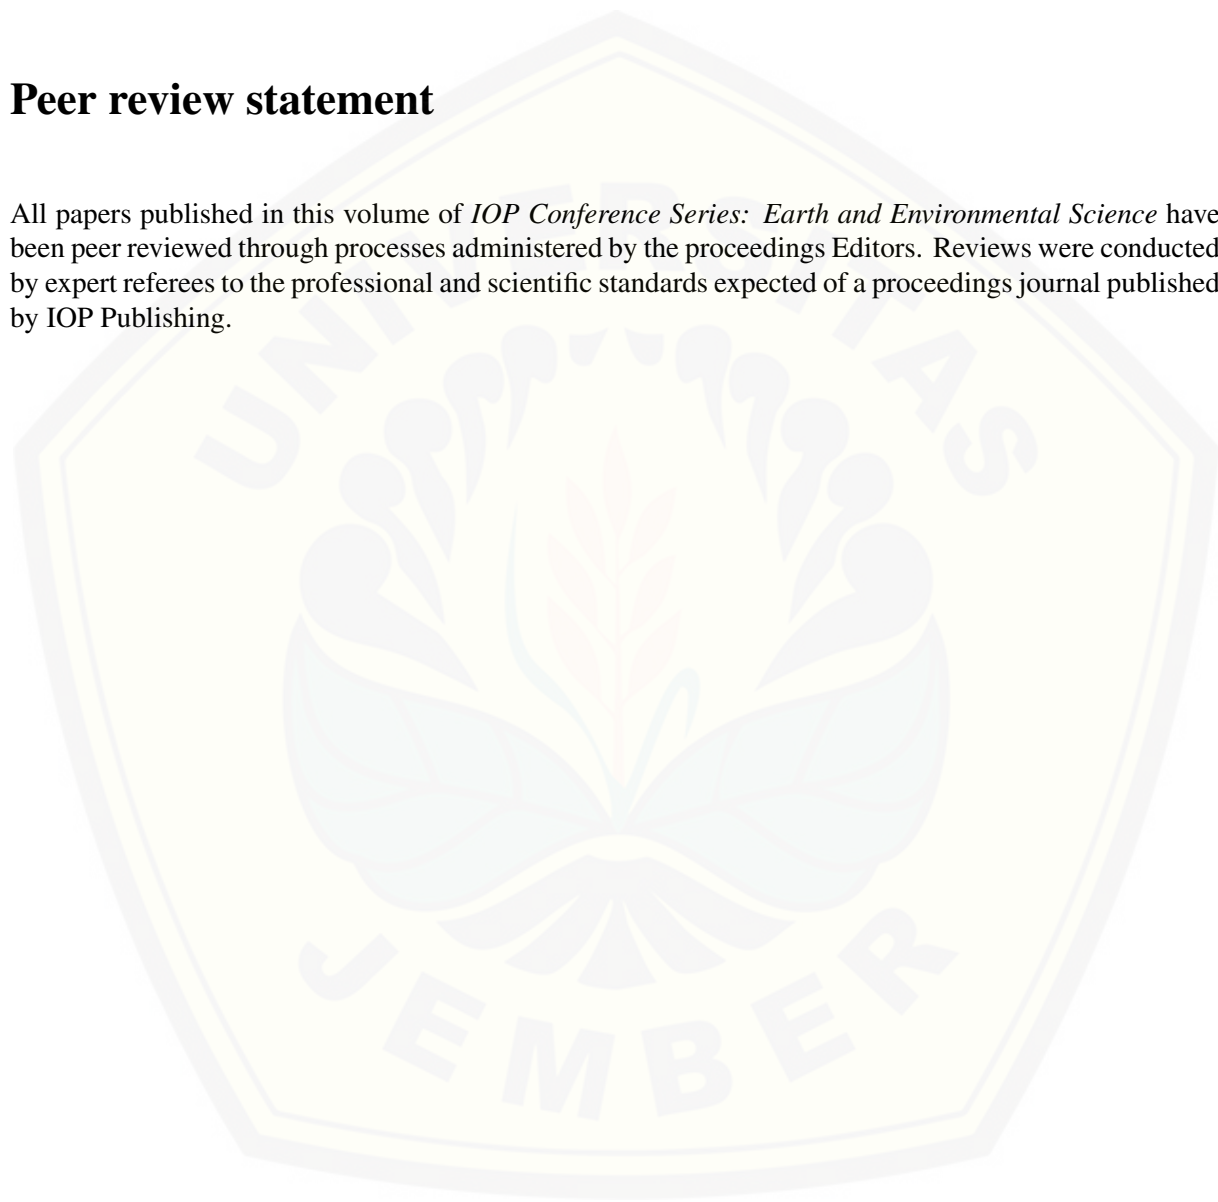 Peer review statement
All papers published in this volume of IOP Conference Series: Earth and Environmental Science have
been peer reviewed through processes administered by the proceedings Editors. Reviews were conducted
by expert referees to the professional and scientific standards expected of a proceedings journal published
by IOP Publishing.
UNIVERSITAS
JEMBER